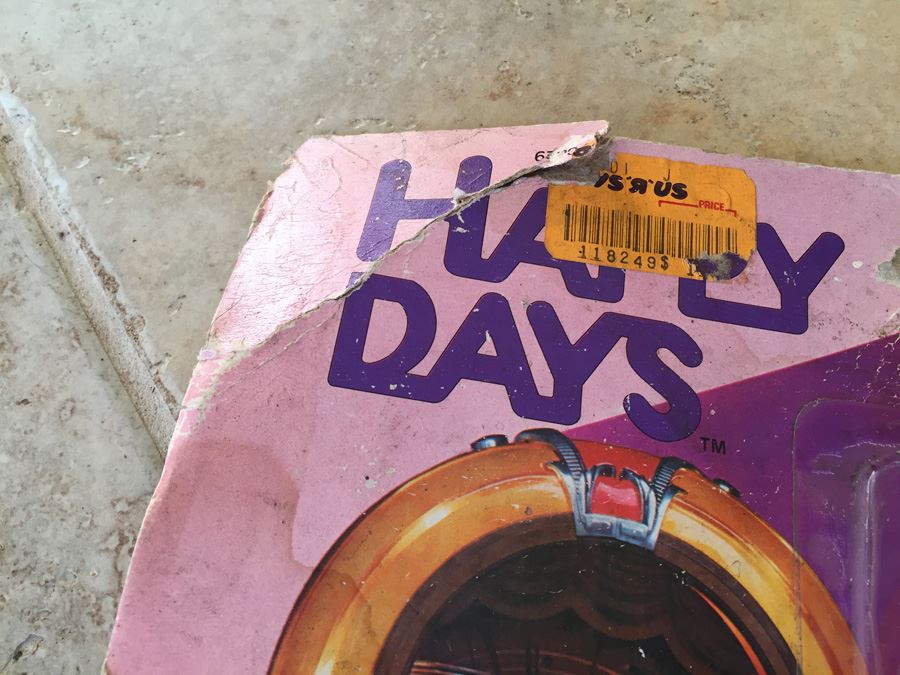 HAPPY
DAYS
TM
PRICE
118249$